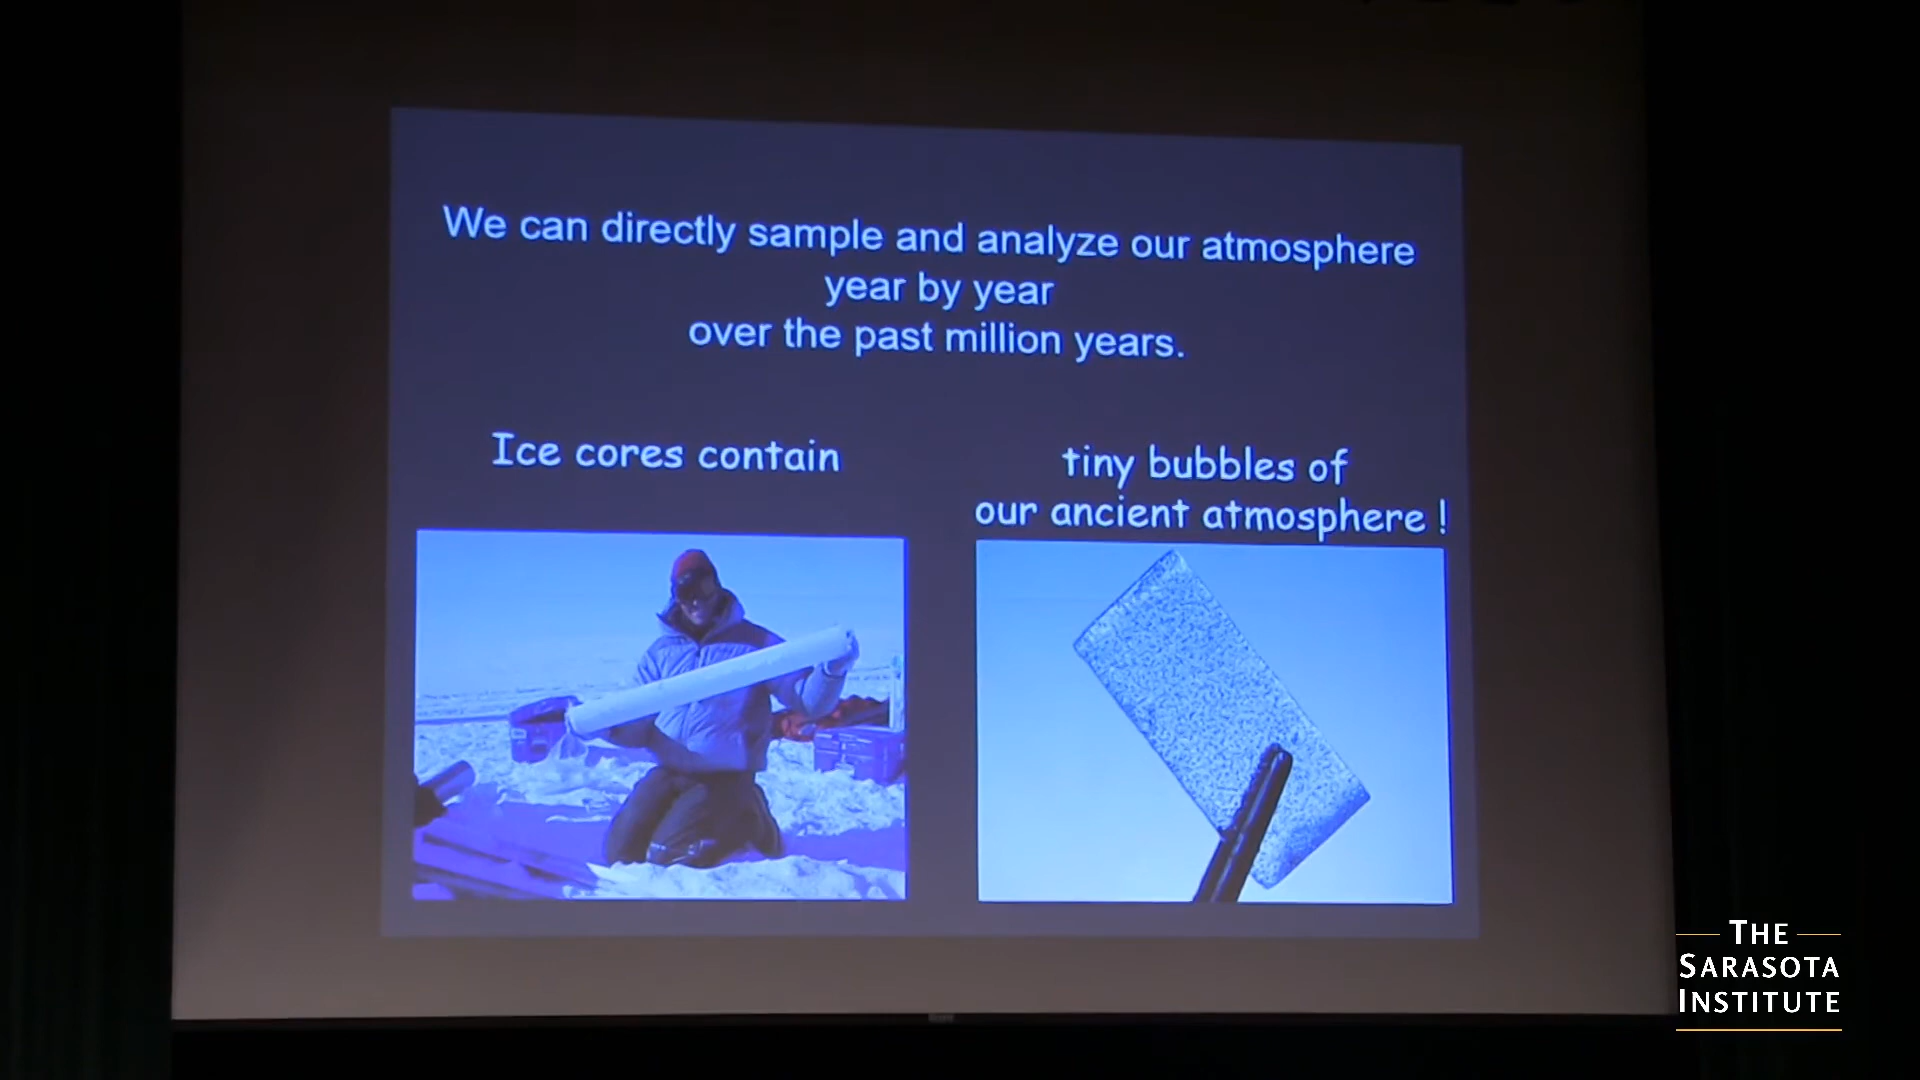 We can directly sample and analyze our atmosphere
year by year
over the past million years.
Ice cores contain
tiny bubbles of
our ancient atmosphere !
THE
SARASOTA
INSTITUTE